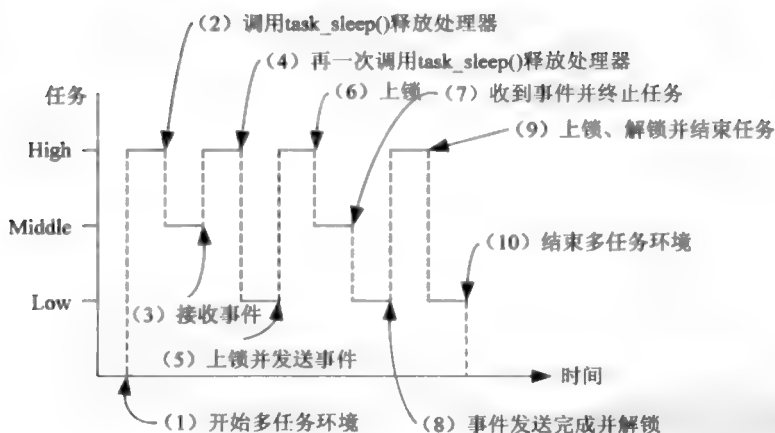 (2) 调用task_sleep()释放处理器
(4) 再一次调用task_sleep()释放处理器
任务
(6) 上锁
(7) 收到事件并终止任务
High
(9) 上锁、解锁并结束任务
Middle
(10) 结束多任务环境
Low
(3) 接收事件
(5) 上锁并发送事件
时间
(1) 开始多任务环境
(8) 事件发送完成并解锁